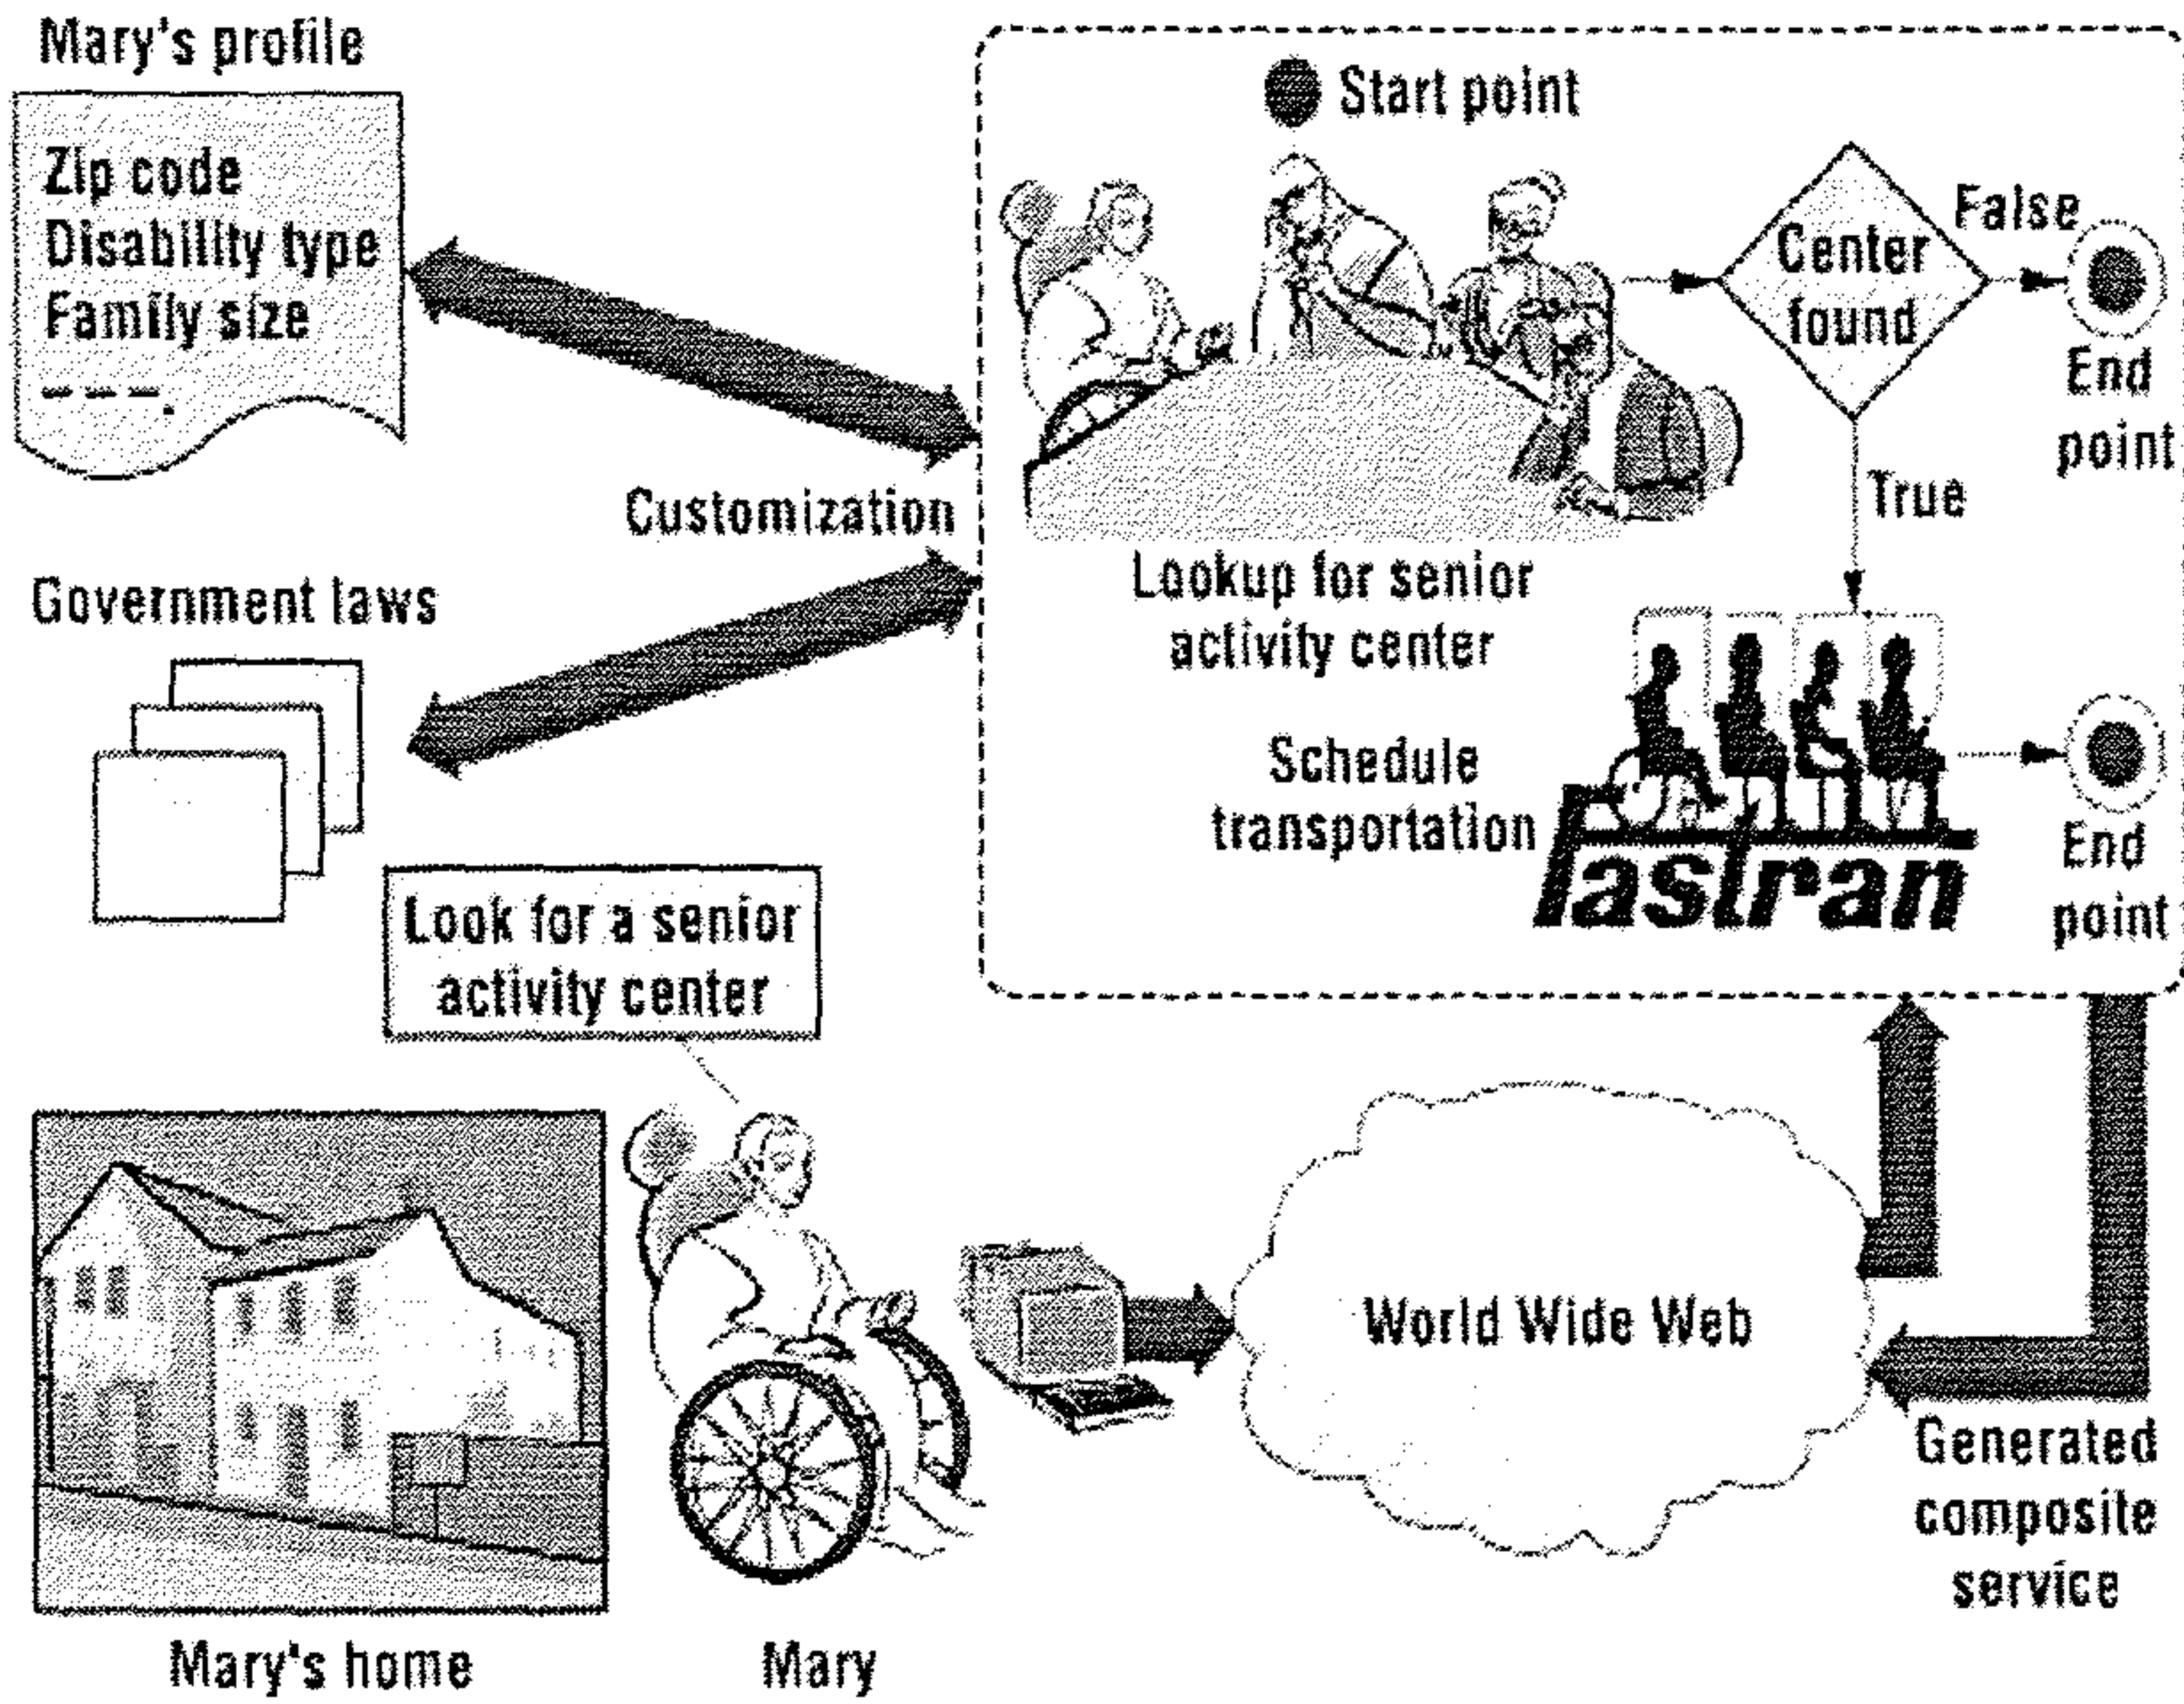 Mary's profile
Zip code
Disability type
Family size
Customization
Government laws
Look for a senior
activity center
Mary's home
Mary
Start point
Center
found
False
End
point
True
Lookup for senior
activity center
Schedule
transportation
Fastran
End
point
World Wide Web
Generated
composite
service